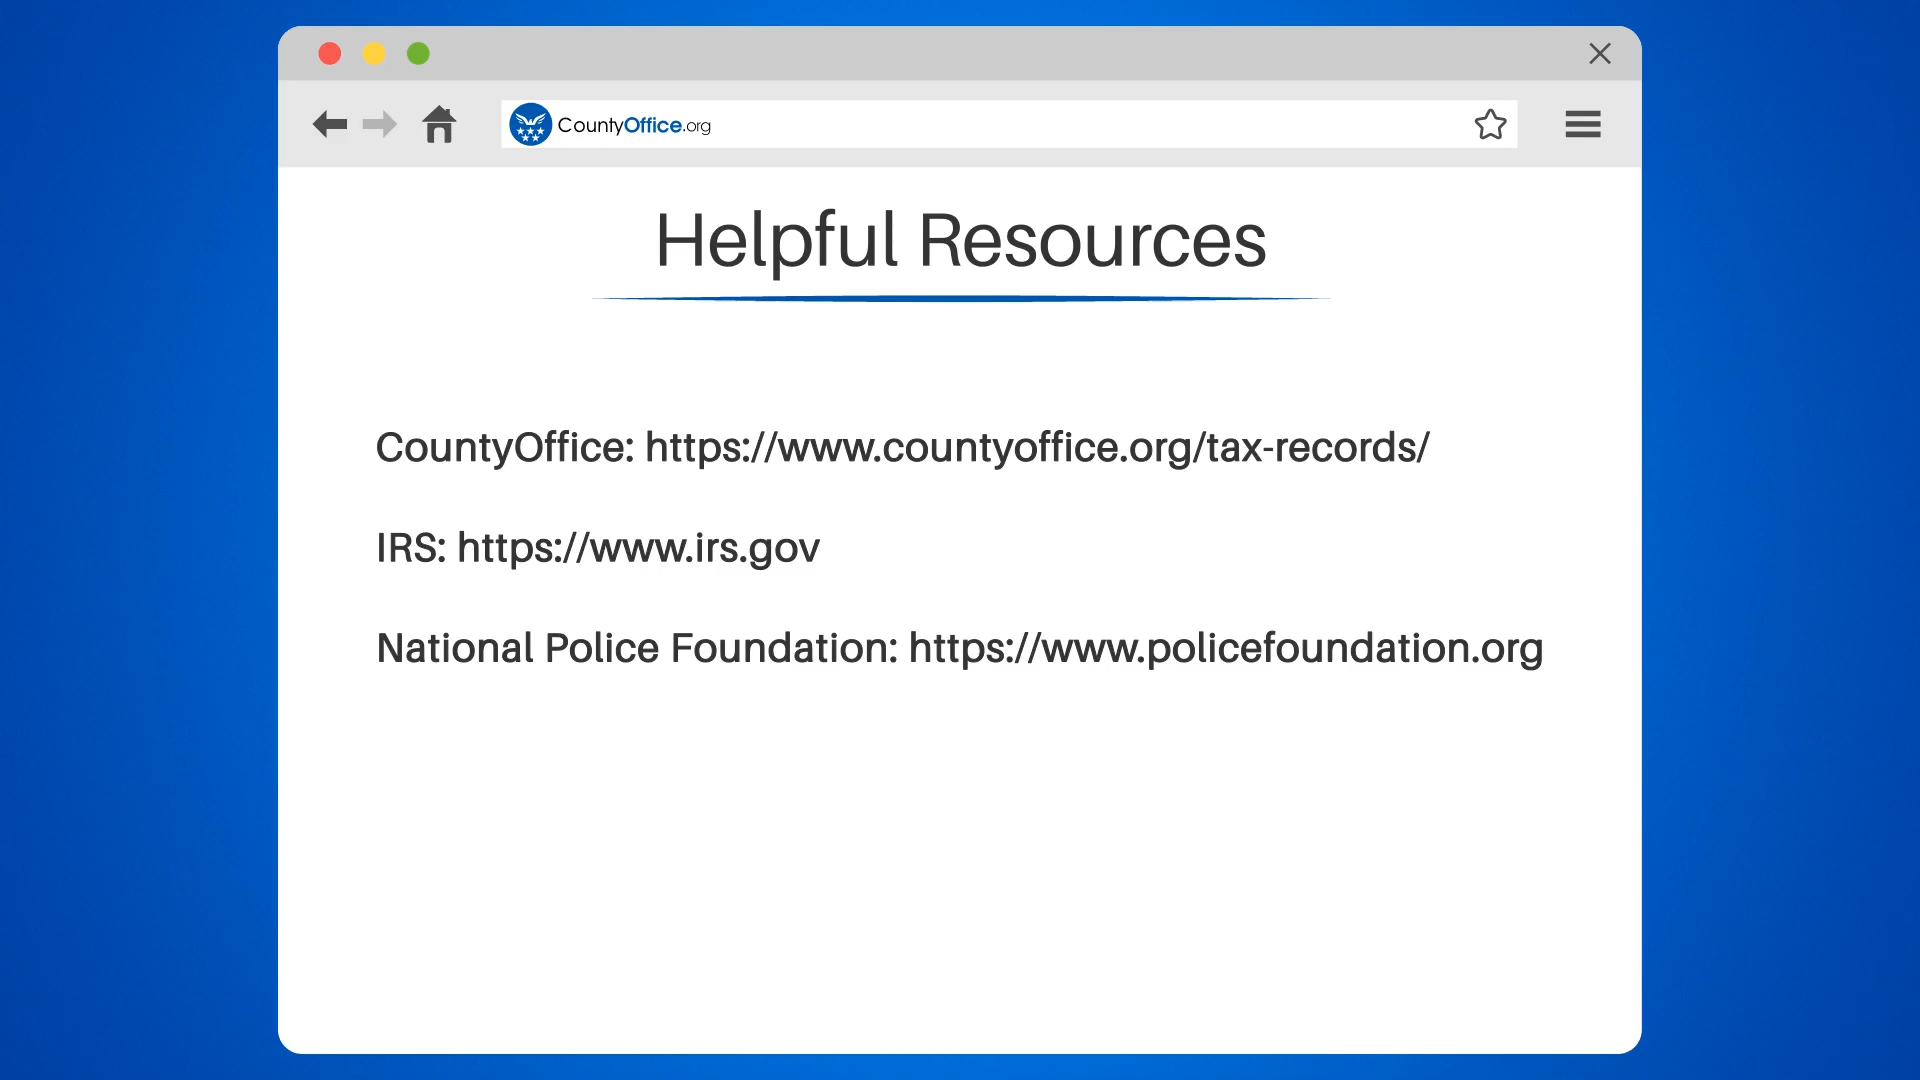 CountyOffice.org
Helpful Resources
CountyOffice: https://www.countyoffice.org/tax-records/
IRS: https://www.irs.gov
National Police Foundation: https://www.policefoundation.org